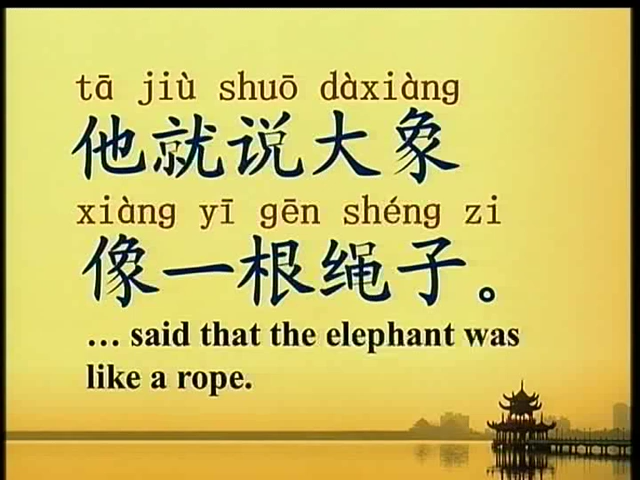 tā jiù shuō dàxiàng
他就说大象
xiàng yī gēn shéng zi
像一根绳子。
… said that the elephant was
like a rope.